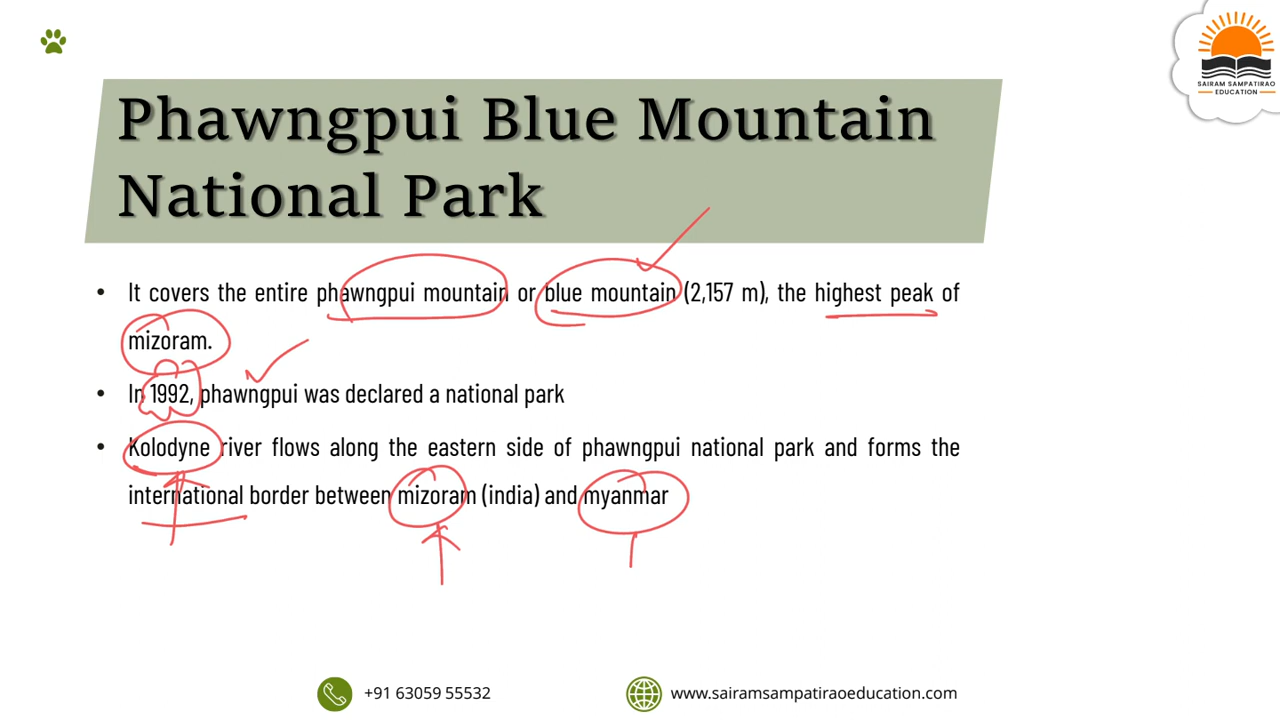 SAIRAM SAMPATIRAO
EDUCATION
Phawngpui Blue Mountain
National Park
• It covers the entire phawngpui mountain or blue mountain (2,157 m), the highest peak of
mizoram.
• In 1992, phawngpui was declared a national park
• Kolodyne river flows along the eastern side of phawngpui national park and forms the
international border between mizoram (india) and myanmar
+91 63059 55532
www.sairamsampatiraoeducation.com